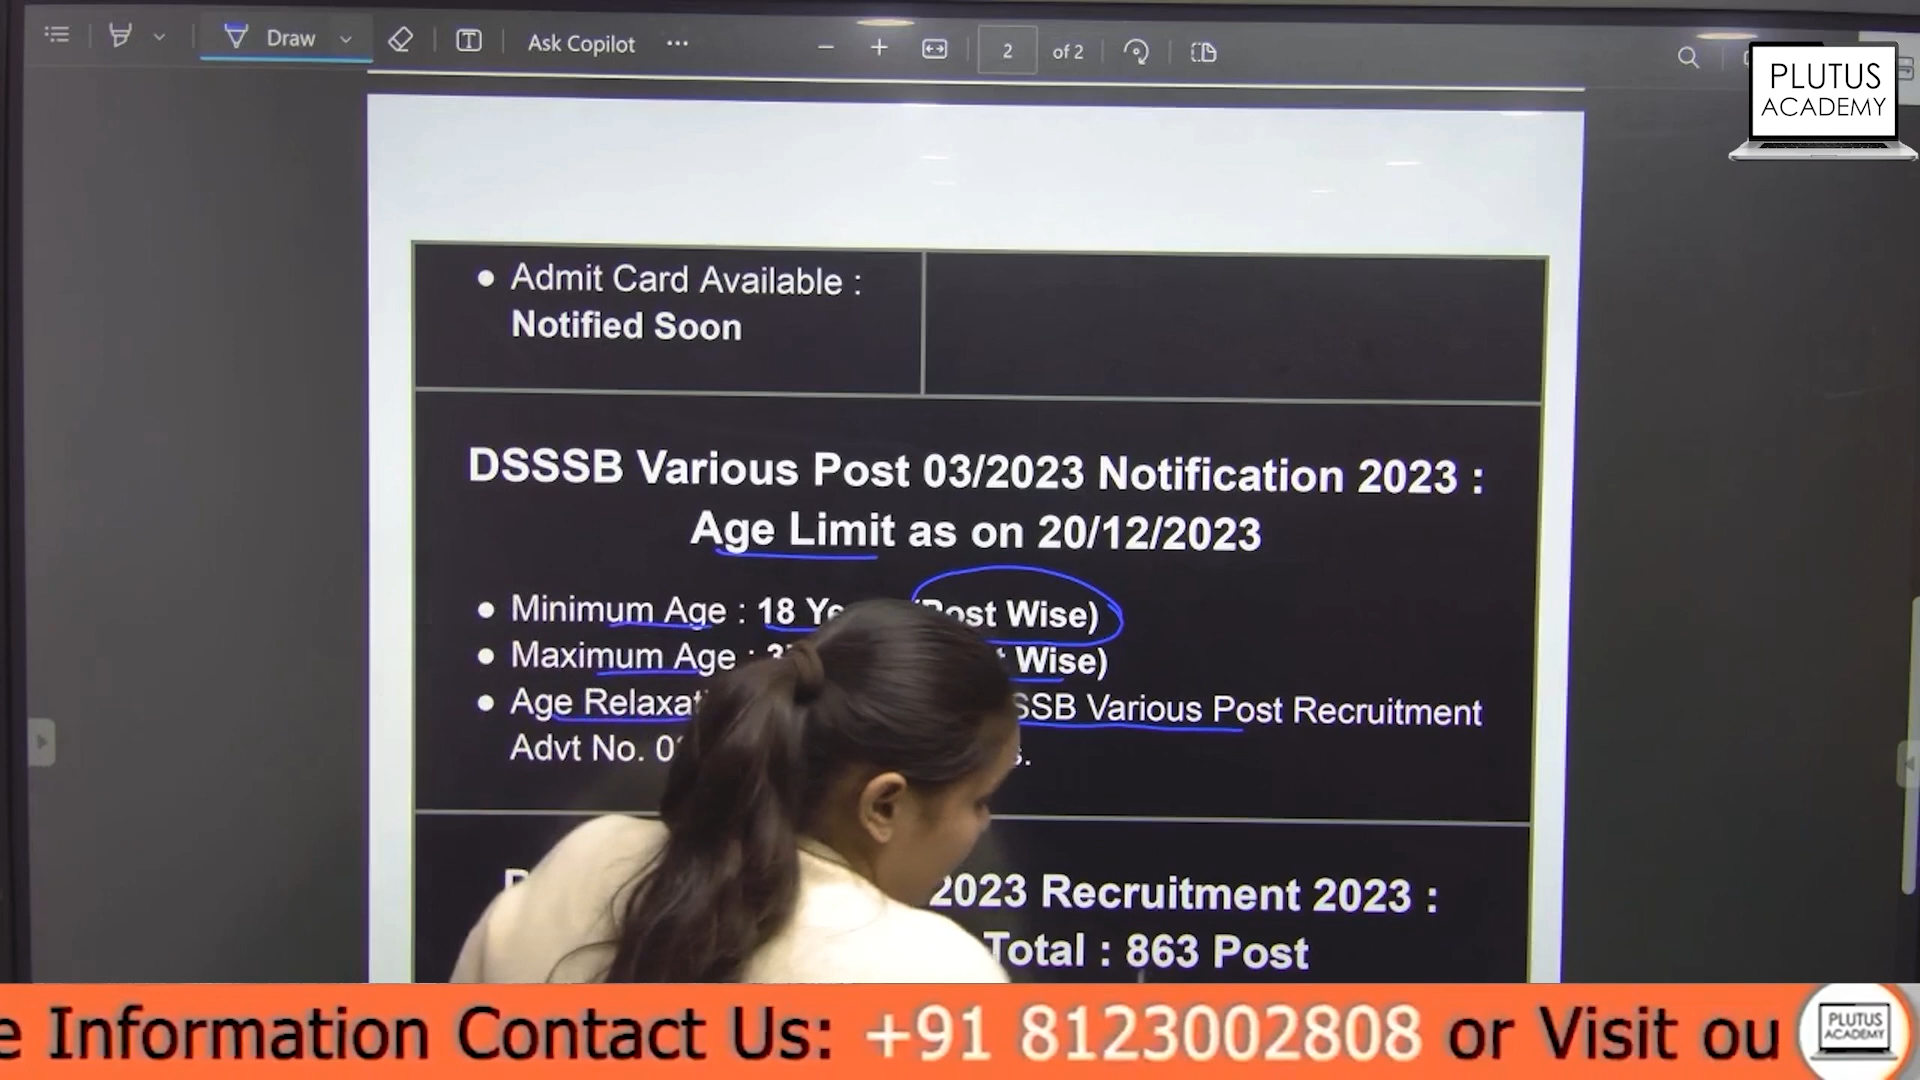 Draw
Ask Copilot
2 of 2
PLUTUS
ACADEMY
Admit Card Available :
Notified Soon
DSSSB Various Post 03/2023 Notification 2023 :
Age Limit as on 20/12/2023
Minimum Age : 18 Post Wise)
Maximum Age : Wise)
Age Various Post Recruitment
Advt No.
2023 Recruitment 2023 :
Total : 863 Post
Information Contact Us: +91 8123002808 or Visit ou
PLUTUS
ACADEMY